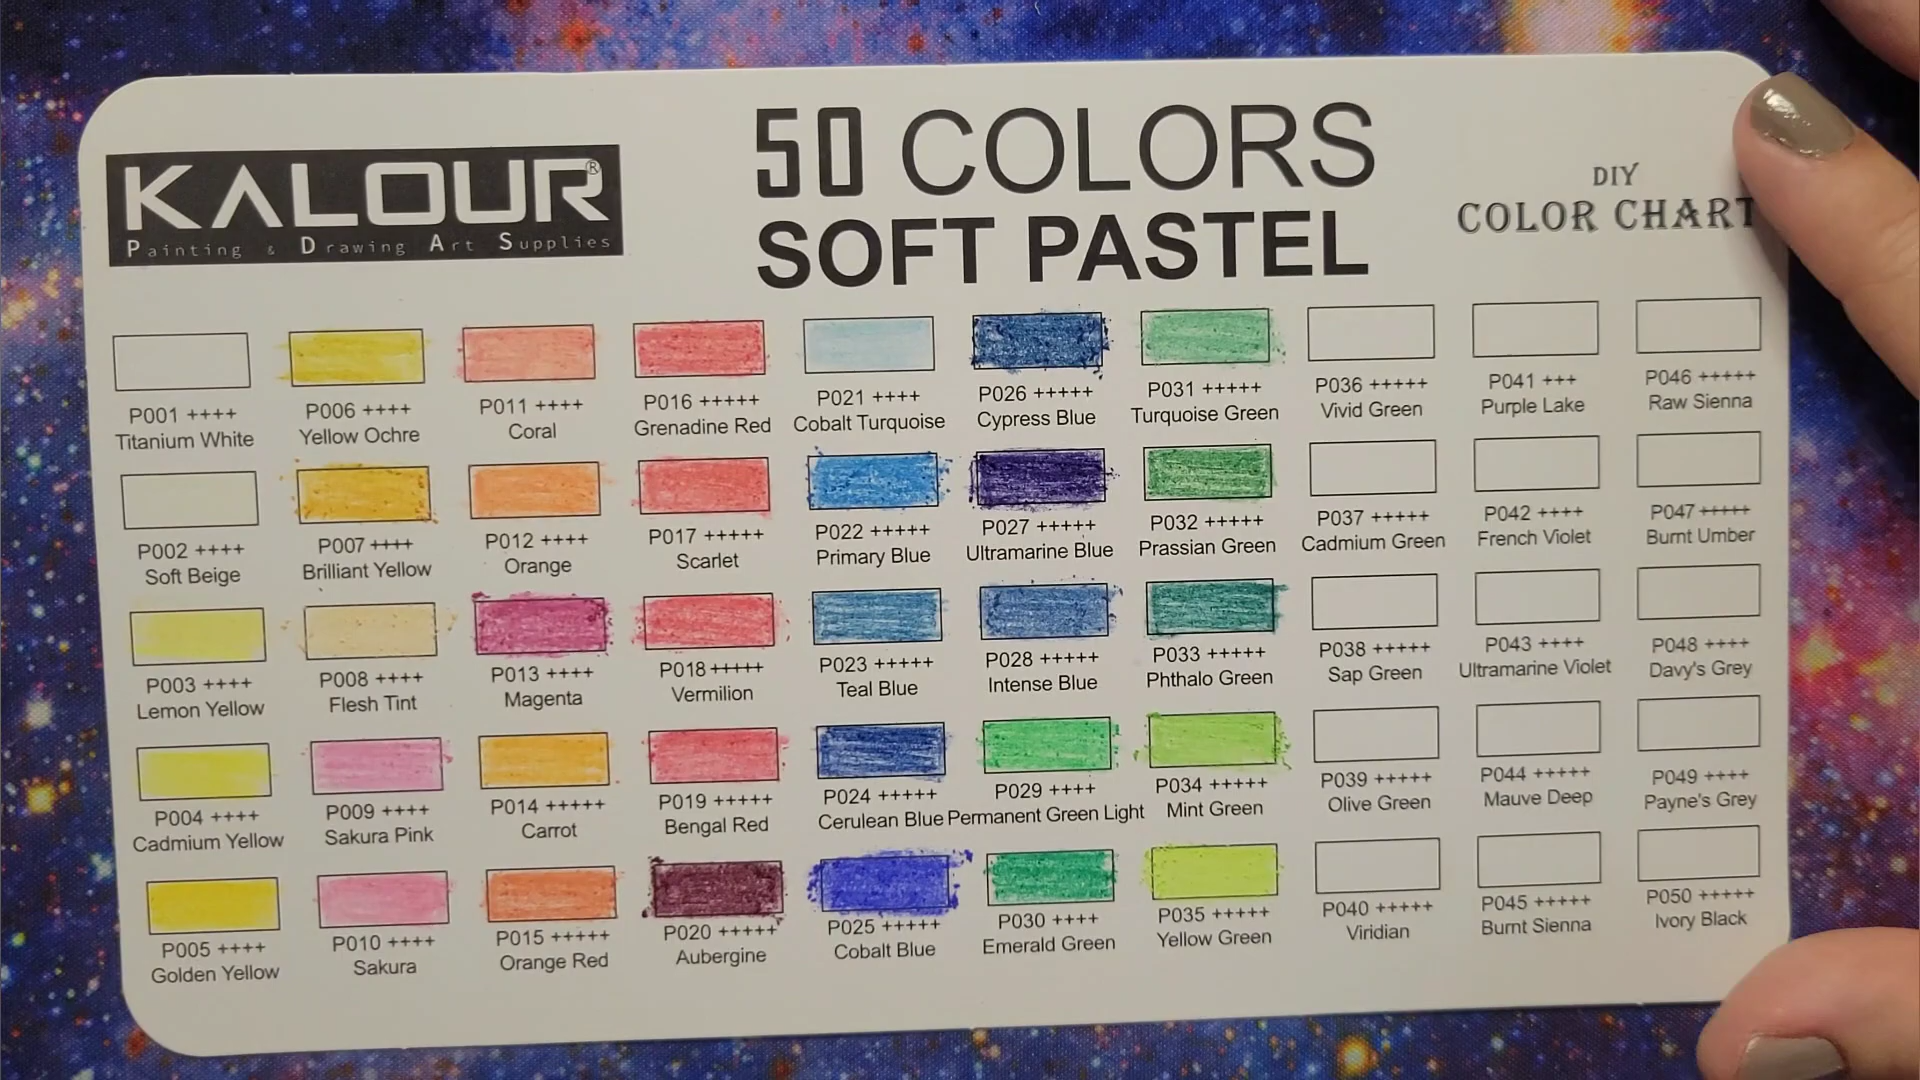 KALOUR®
Painting & Drawing Art Supplies
50 COLORS
SOFT PASTEL
DIY
COLOR CHART
P001 ++++ P006 ++++ P011 ++++ P016 +++++ P021 ++++ P026 +++++ P031 +++++ P036 +++++ P041 +++ P046 +++++
Titanium White Yellow Ochre Coral Grenadine Red Cobalt Turquoise Cypress Blue Turquoise Green Vivid Green Purple Lake Raw Sienna
P002 ++++ P007 ++++ P012 ++++ P017 +++++ P022 +++++ P027 +++++ P032 +++++ P037 +++++ P042 ++++ P047 +++++
Soft Beige Brilliant Yellow Orange Scarlet Primary Blue Ultramarine Blue Prassian Green Cadmium Green French Violet Burnt Umber
P003 ++++ P008 ++++ P013 ++++ P018 +++++ P023 +++++ P028 +++++ P033 +++++ P038 +++++ P043 ++++ P048 ++++
Lemon Yellow Flesh Tint Magenta Vermilion Teal Blue Intense Blue Phthalo Green Sap Green Ultramarine Violet Davy's Grey
P004 ++++ P009 ++++ P014 +++++ P019 +++++ P024 +++++ P029 ++++ P034 +++++ P039 +++++ P044 +++++ P049 ++++
Cadmium Yellow Sakura Pink Carrot Bengal Red Cerulean Blue Permanent Green Light Mint Green Olive Green Mauve Deep Payne's Grey
P005 ++++ P010 ++++ P015 +++++ P020 +++++ P025 +++++ P030 ++++ P035 +++++ P040 +++++ P045 +++++ P050 +++++
Golden Yellow Sakura Orange Red Aubergine Cobalt Blue Emerald Green Yellow Green Viridian Burnt Sienna Ivory Black